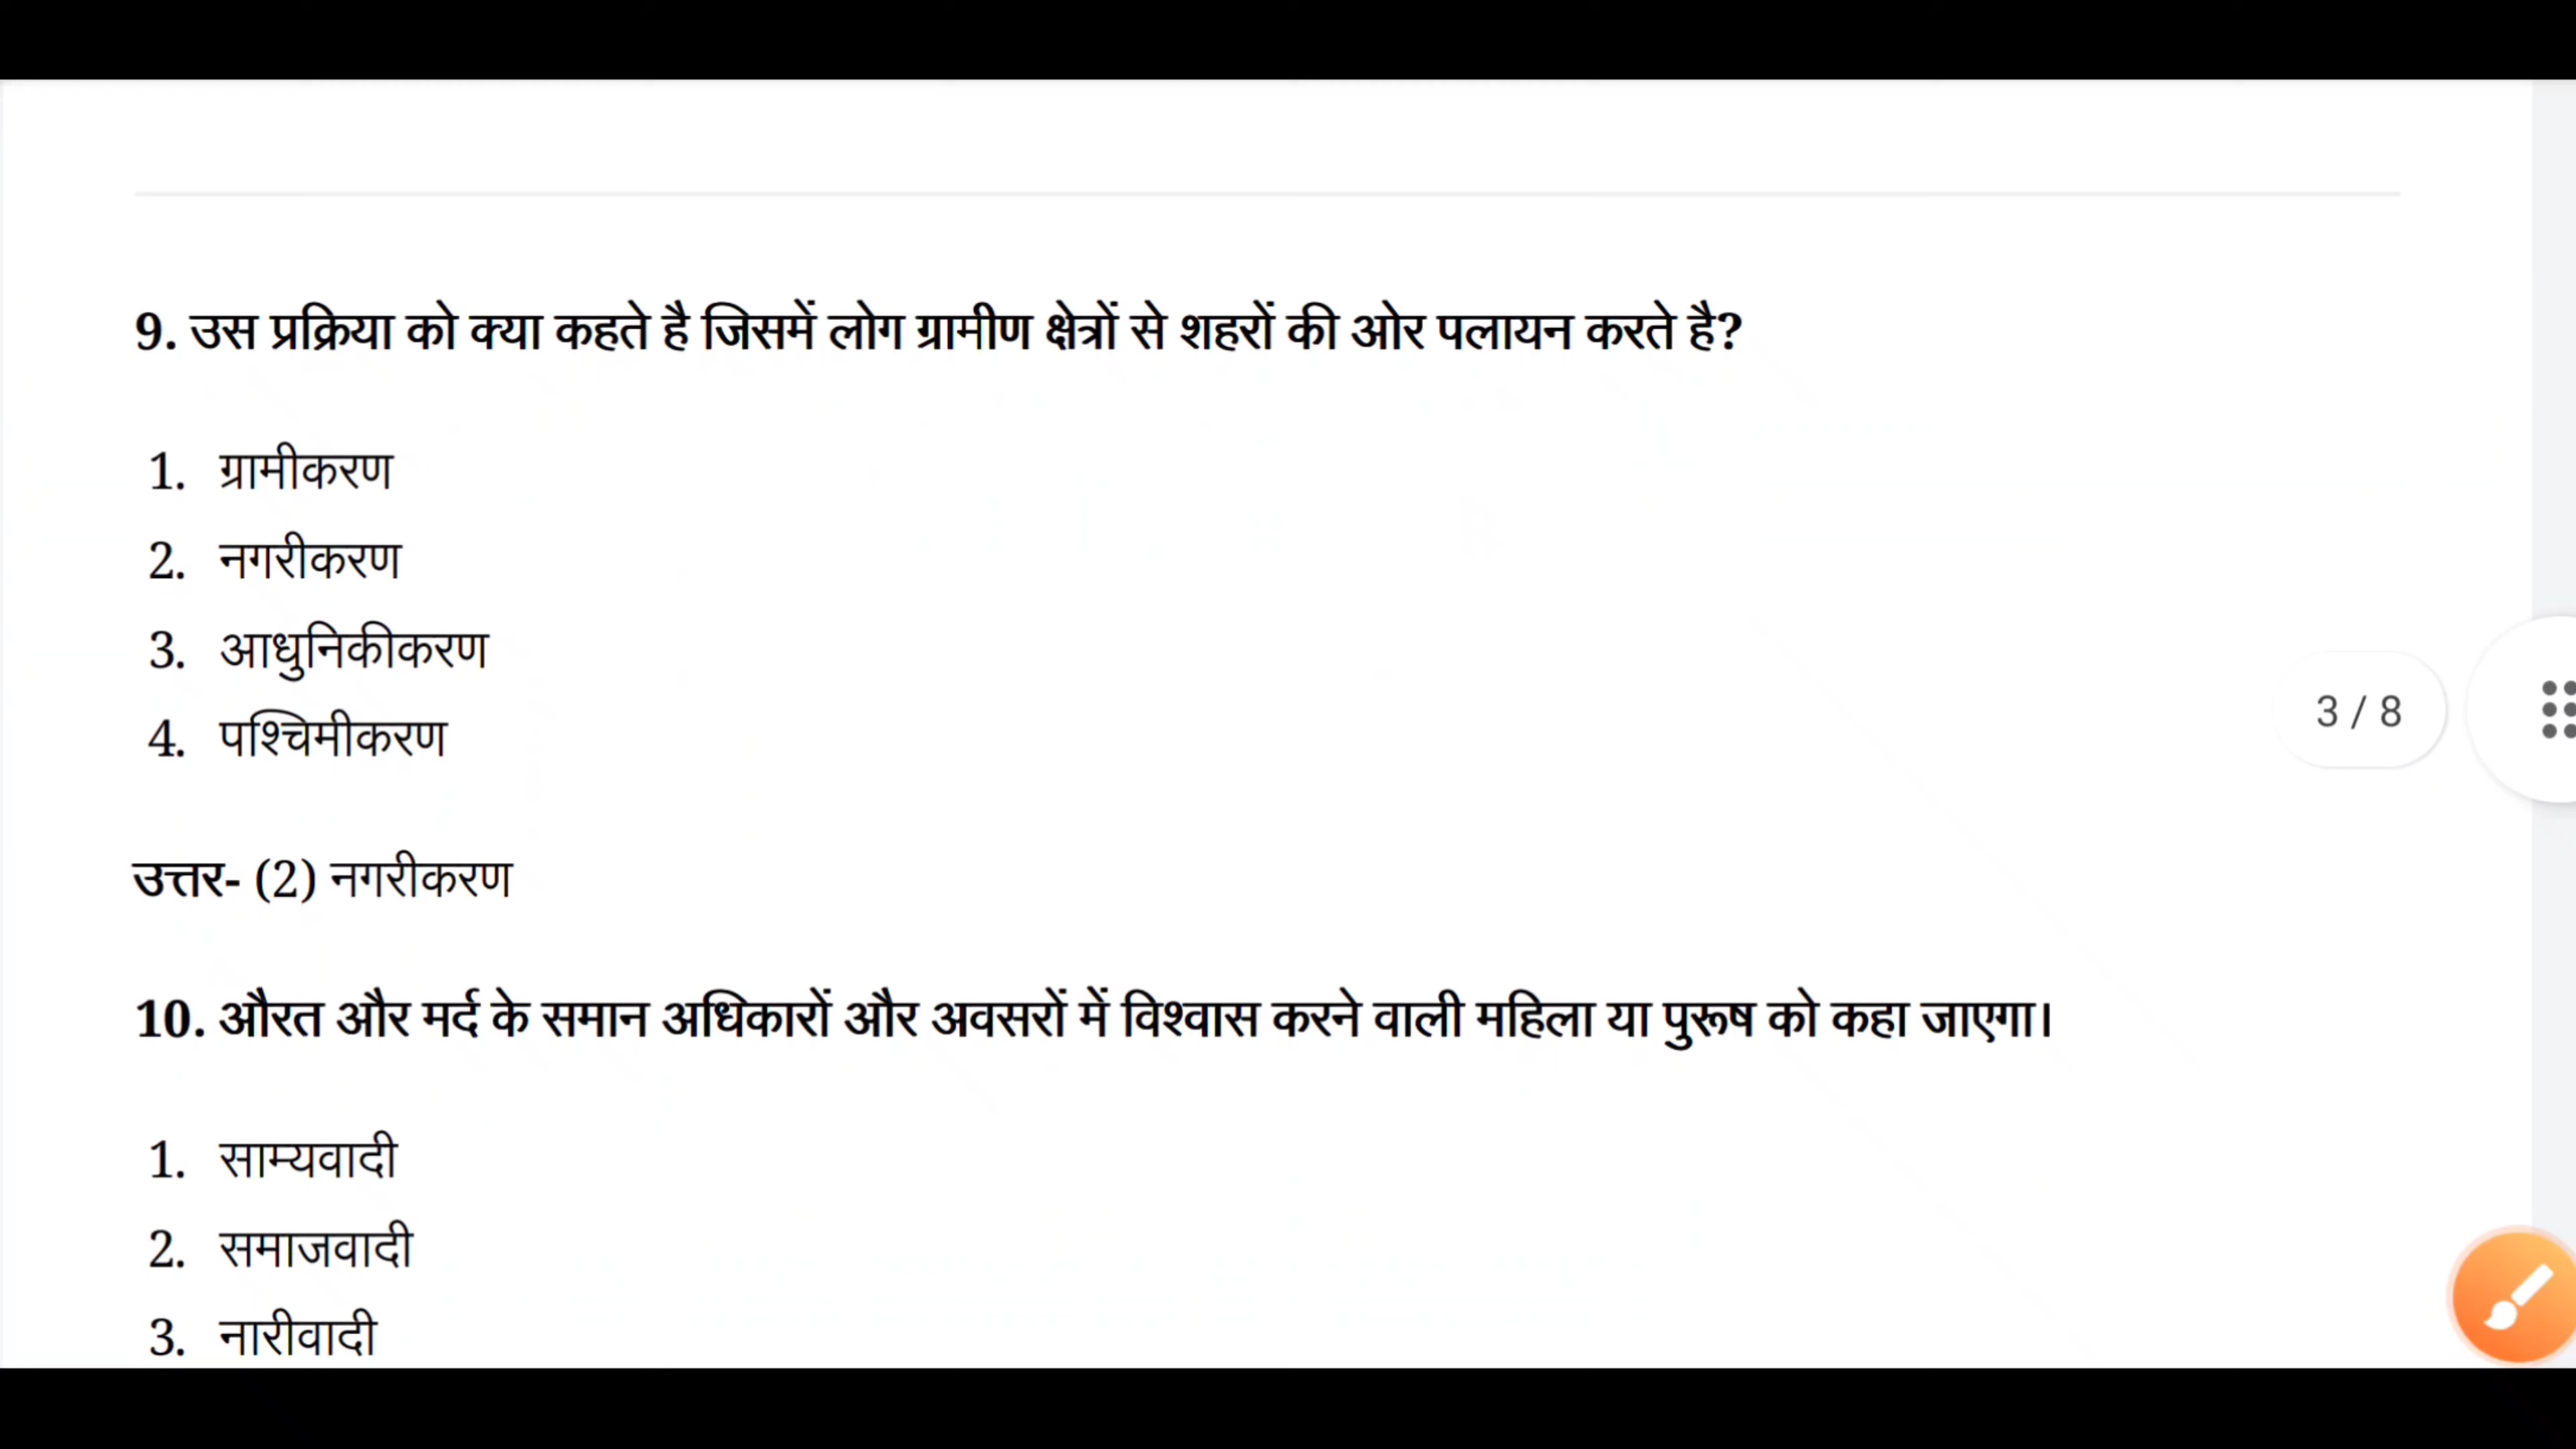 9. उस प्रक्रिया को क्या कहते है जिसमें लोग ग्रामीण क्षेत्रों से शहरों की ओर पलायन करते है?
1. ग्रामीकरण
2. नगरीकरण
3. आधुनिकीकरण
4. पश्चिमीकरण
3 / 8
उत्तर- (2) नगरीकरण
10. औरत और मर्द के समान अधिकारों और अवसरों में विश्वास करने वाली महिला या पुरूष को कहा जाएगा।
1. साम्यवादी
2. समाजवादी
3. नारीवादी